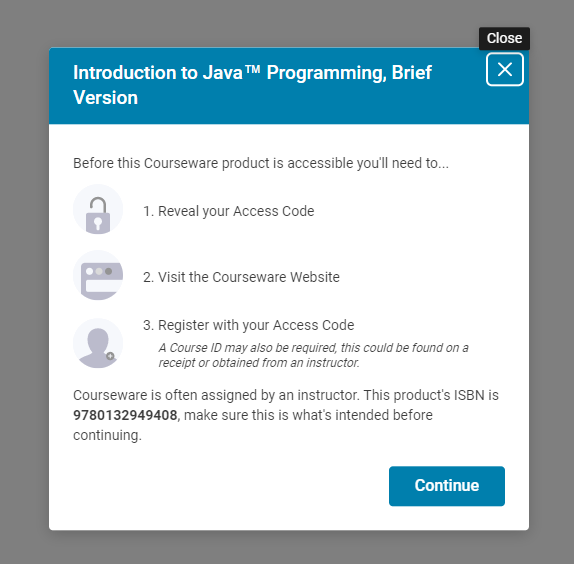 Close
Introduction to Java™ Programming, Brief
Version
Before this Courseware product is accessible you'll need to...
1. Reveal your Access Code
2. Visit the Courseware Website
3. Register with your Access Code
A Course ID may also be required, this could be found on a
receipt or obtained from an instructor.
Courseware is often assigned by an instructor. This product's ISBN is
9780132949408, make sure this is what's intended before
continuing.
Continue